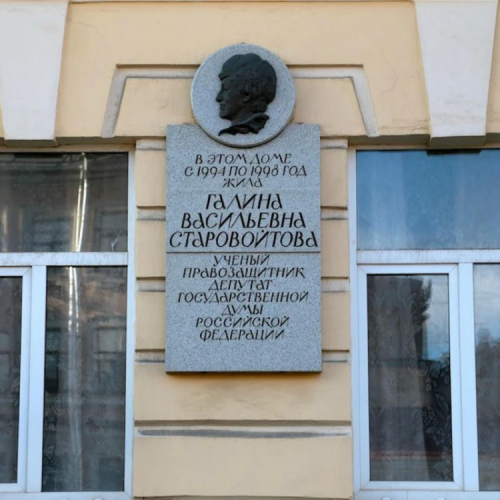 В ЭТОМ ДОМЕ
С 1994 ПО 1998 ГОД
ЖИЛА
ГАЛИНА
ВАСИЛЬЕВНА
СТАРОВОЙТОВА
УЧЕНЫЙ
ПРАВОЗАЩИТНИК
ДЕПУТАТ
ГОСУДАРСТВЕННОЙ
ДУМЫ
РОССИЙСКОЙ
ФЕДЕРАЦИИ